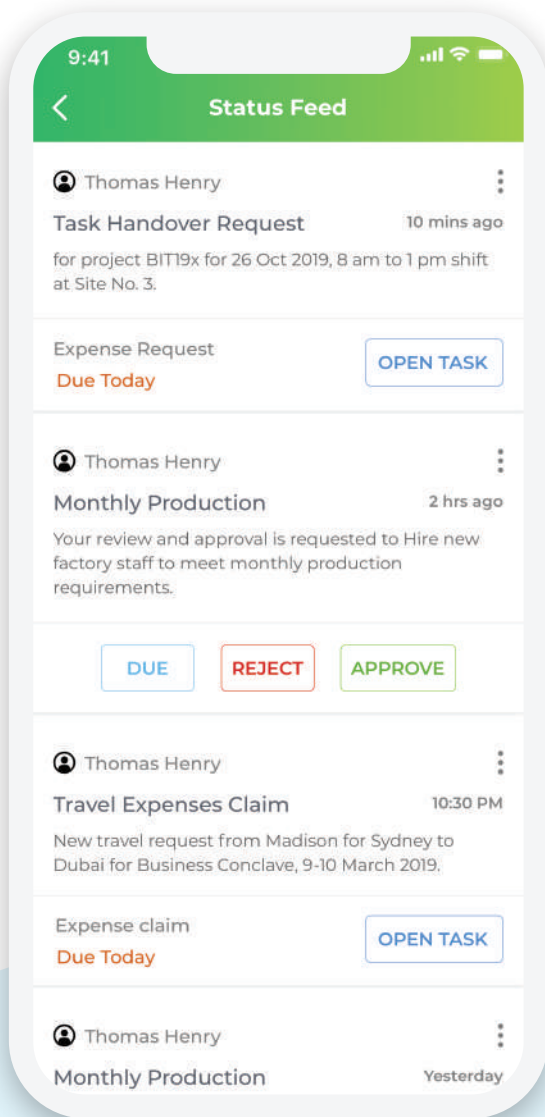 9:41
Status Feed
Thomas Henry
Task Handover Request 10 mins ago
for project BIT19x for 26 Oct 2019, 8 am to 1 pm shift
at Site No. 3.
Expense Request
OPEN TASK
Due Today
Thomas Henry
Monthly Production 2 hrs ago
Your review and approval is requested to Hire new
factory staff to meet monthly production
requirements.
DUE REJECT APPROVE
Thomas Henry
Travel Expenses Claim 10:30 PM
New travel request from Madison for Sydney to
Dubai for Business Conclave, 9-10 March 2019.
Expense claim
OPEN TASK
Due Today
Thomas Henry
Monthly Production Yesterday